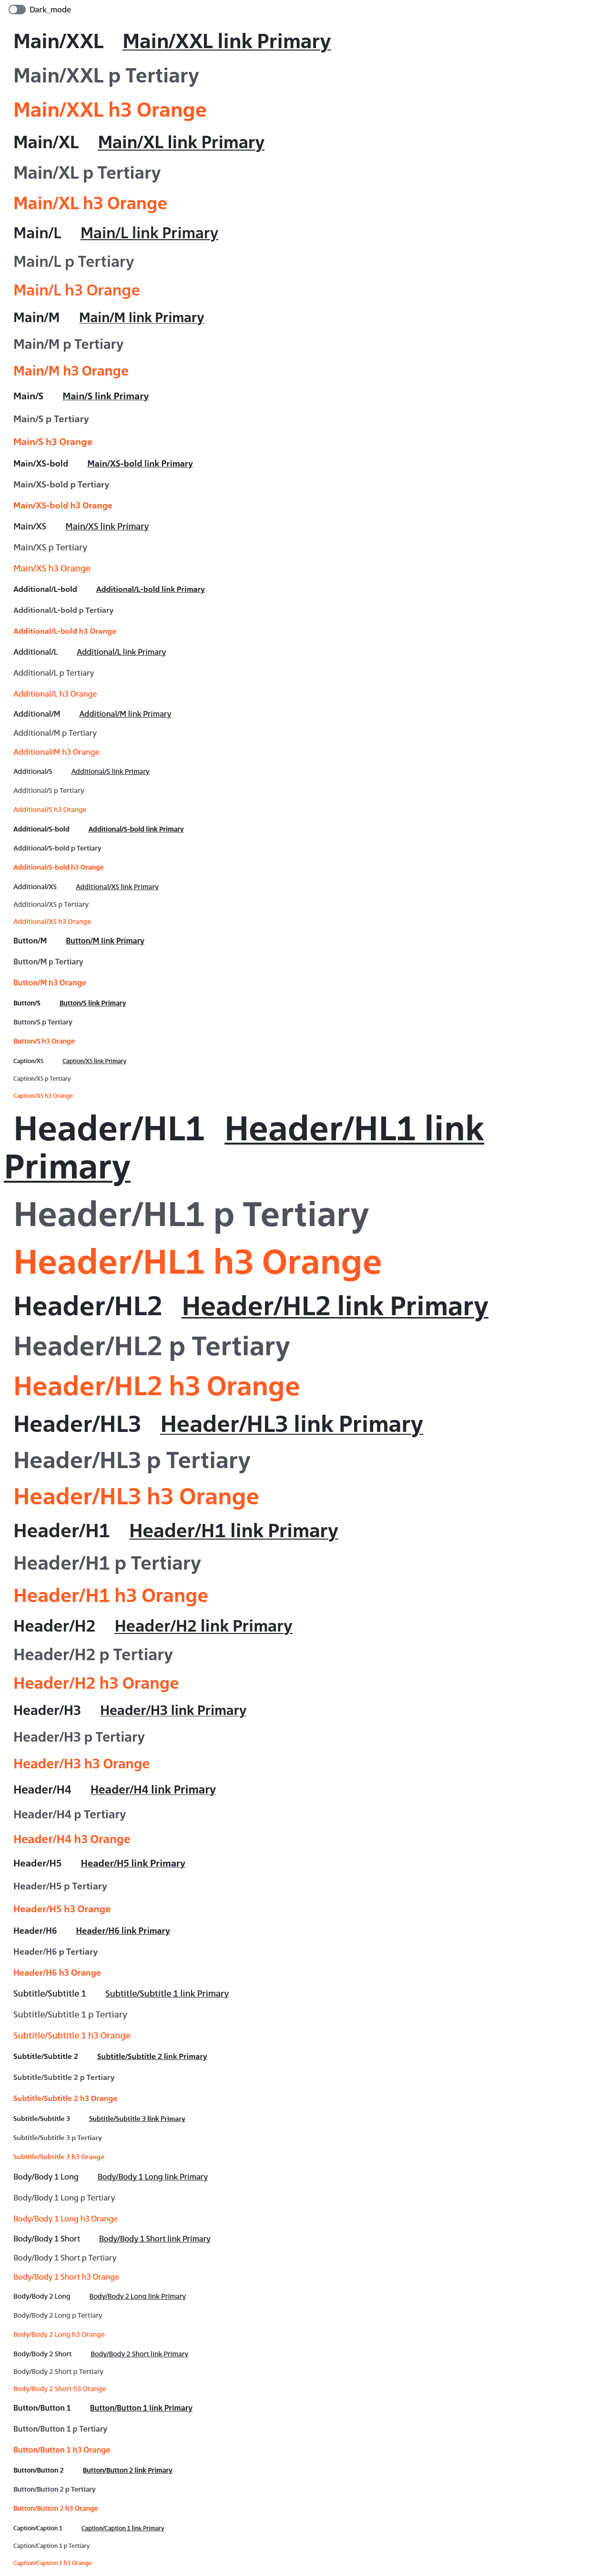 Dark_mode
Main/XXL Main/XXL link Primary
Main/XXL p Tertiary
Main/XXL h3 Orange
Main/XL Main/XL link Primary
Main/XL p Tertiary
Main/XL h3 Orange
Main/L Main/L link Primary
Main/L p Tertiary
Main/L h3 Orange
Main/M Main/M link Primary
Main/M p Tertiary
Main/M h3 Orange
Main/S Main/S link Primary
Main/S p Tertiary
Main/S h3 Orange
Main/XS-bold Main/XS-bold link Primary
Main/XS-bold p Tertiary
Main/XS-bold h3 Orange
Main/XS Main/XS link Primary
Main/XS p Tertiary
Main/XS h3 Orange
Additional/L-bold Additional/L-bold link Primary
Additional/L-bold p Tertiary
Additional/L-bold h3 Orange
Additional/L Additional/L link Primary
Additional/L p Tertiary
Additional/L h3 Orange
Additional/M Additional/M link Primary
Additional/M p Tertiary
Additional/M h3 Orange
Additional/S Additional/S link Primary
Additional/S p Tertiary
Additional/S h3 Orange
Additional/S-bold Additional/S-bold link Primary
Additional/S-bold p Tertiary
Additional/S-bold h3 Orange
Additional/XS Additional/XS link Primary
Additional/XS p Tertiary
Additional/XS h3 Orange
Button/M Button/M link Primary
Button/M p Tertiary
Button/M h3 Orange
Button/S Button/S link Primary
Button/S p Tertiary
Button/S h3 Orange
Caption/XS Caption/XS link Primary
Caption/XS p Tertiary
Caption/XS h3 Orange
Header/HL1 Header/HL1 link
Primary
Header/HL1 p Tertiary
Header/HL1 h3 Orange
Header/HL2 Header/HL2 link Primary
Header/HL2 p Tertiary
Header/HL2 h3 Orange
Header/HL3 Header/HL3 link Primary
Header/HL3 p Tertiary
Header/HL3 h3 Orange
Header/H1 Header/H1 link Primary
Header/H1 p Tertiary
Header/H1 h3 Orange
Header/H2 Header/H2 link Primary
Header/H2 p Tertiary
Header/H2 h3 Orange
Header/H3 Header/H3 link Primary
Header/H3 p Tertiary
Header/H3 h3 Orange
Header/H4 Header/H4 link Primary
Header/H4 p Tertiary
Header/H4 h3 Orange
Header/H5 Header/H5 link Primary
Header/H5 p Tertiary
Header/H5 h3 Orange
Header/H6 Header/H6 link Primary
Header/H6 p Tertiary
Header/H6 h3 Orange
Subtitle/Subtitle 1 Subtitle/Subtitle 1 link Primary
Subtitle/Subtitle 1 p Tertiary
Subtitle/Subtitle 1 h3 Orange
Subtitle/Subtitle 2 Subtitle/Subtitle 2 link Primary
Subtitle/Subtitle 2 p Tertiary
Subtitle/Subtitle 2 h3 Orange
Subtitle/Subtitle 3 Subtitle/Subtitle 3 link Primary
Subtitle/Subtitle 3 p Tertiary
Subtitle/Subtitle 3 h3 Orange
Body/Body 1 Long Body/Body 1 Long link Primary
Body/Body 1 Long p Tertiary
Body/Body 1 Long h3 Orange
Body/Body 1 Short Body/Body 1 Short link Primary
Body/Body 1 Short p Tertiary
Body/Body 1 Short h3 Orange
Body/Body 2 Long Body/Body 2 Long link Primary
Body/Body 2 Long p Tertiary
Body/Body 2 Long h3 Orange
Body/Body 2 Short Body/Body 2 Short link Primary
Body/Body 2 Short p Tertiary
Body/Body 2 Short h3 Orange
Button/Button 1 Button/Button 1 link Primary
Button/Button 1 p Tertiary
Button/Button 1 h3 Orange
Button/Button 2 Button/Button 2 link Primary
Button/Button 2 p Tertiary
Button/Button 2 h3 Orange
Caption/Caption 1 Caption/Caption 1 link Primary
Caption/Caption 1 p Tertiary
Caption/Caption 1 h3 Orange